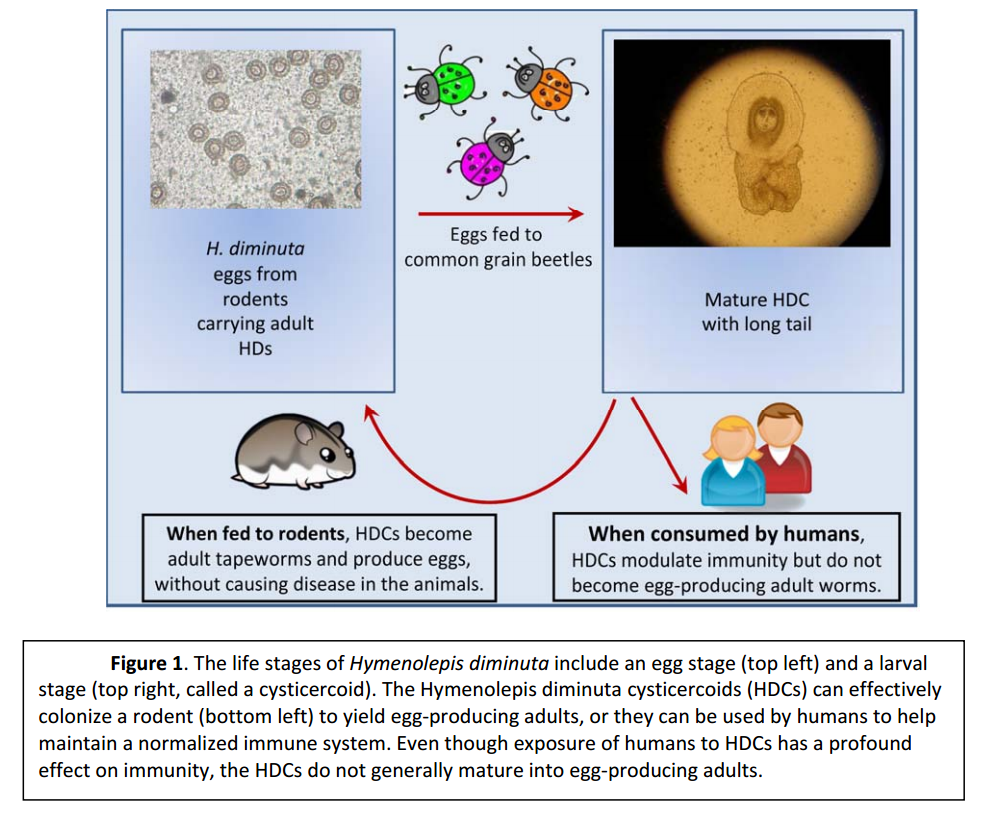 H. diminuta
eggs from
rodents
carrying adult
HDs
Eggs fed to
common grain beetles
Mature HDC
with long tail
When fed to rodents, HDCs become
adult tapeworms and produce eggs,
without causing disease in the animals.
When consumed by humans,
HDCs modulate immunity but do not
become egg-producing adult worms.
Figure 1. The life stages of Hymenolepis diminuta include an egg stage (top left) and a larval
stage (top right, called a cysticercoid). The Hymenolepis diminuta cysticercoids (HDCs) can effectively
colonize a rodent (bottom left) to yield egg-producing adults, or they can be used by humans to help
maintain a normalized immune system. Even though exposure of humans to HDCs has a profound
effect on immunity, the HDCs do not generally mature into egg-producing adults.